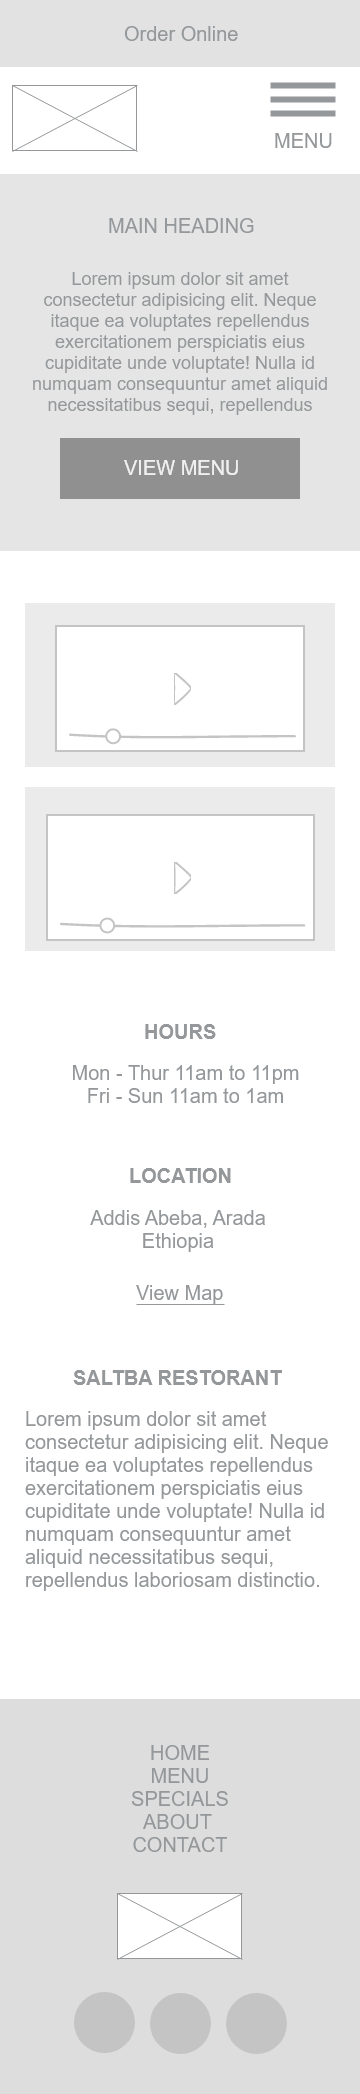 Order Online
MENU
MAIN HEADING
Lorem ipsum dolor sit amet
consectetur adipisicing elit. Neque
itaque ea voluptates repellendus
exercitationem perspiciatis eius
cupiditate unde voluptate! Nulla id
numquam consequuntur amet aliquid
necessitatibus sequi, repellendus
VIEW MENU
HOURS
Mon - Thur 11am to 11pm
Fri - Sun 11am to 1am
LOCATION
Addis Abeba, Arada
Ethiopia
View Map
SALTBA RESTORANT
Lorem ipsum dolor sit amet
consectetur adipisicing elit. Neque
itaque ea voluptates repellendus
exercitationem perspiciatis eius
cupiditate unde voluptate! Nulla id
numquam consequuntur amet
aliquid necessitatibus sequi,
repellendus laboriosam distinctio.
HOME
MENU
SPECIALS
ABOUT
CONTACT